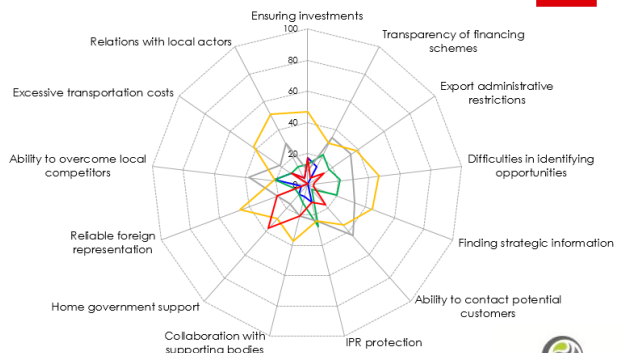 Ensuring investments
100
Relations with local actors
Transparency of financing
schemes
80
Excessive transportation costs
Export administrative
restrictions
60
40
20
Ability to overcome local
competitors
Difficulties in identifying
opportunities
0
Reliable foreign
representation
Finding strategic information
Home government support
Ability to contact potential
customers
Collaboration with
supporting bodies
IPR protection